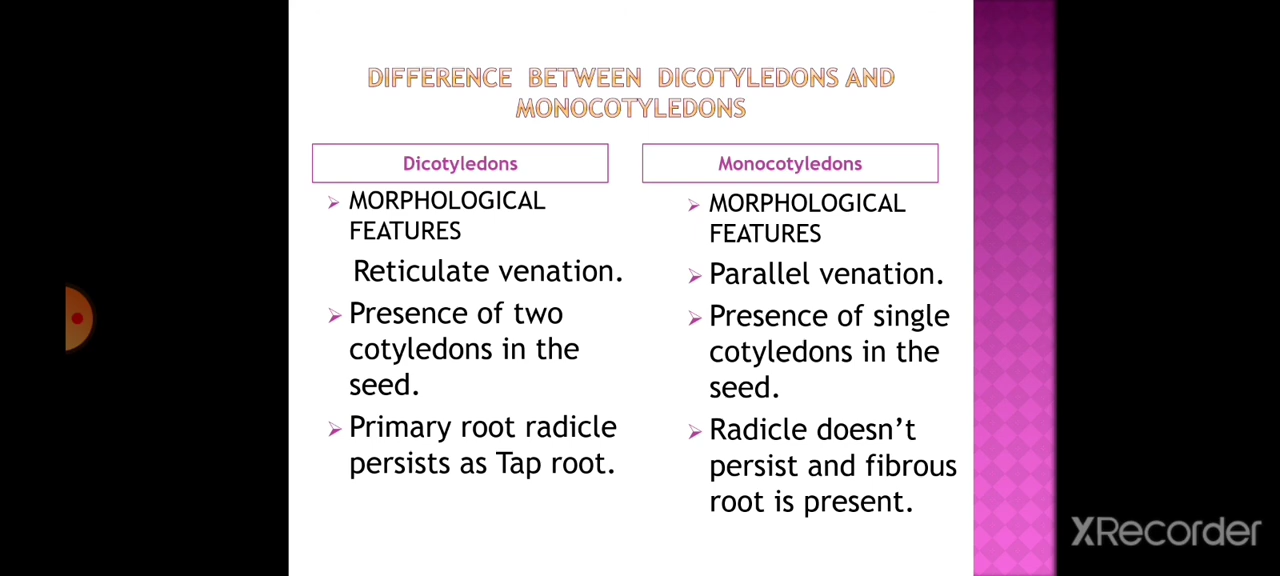 DIFFERENCE BETWEEN DICOTYLEDONS AND
MONOCOTYLEDONS
Dicotyledons
MORPHOLOGICAL
FEATURES
Reticulate venation.
Presence of two
cotyledons in the
seed.
Primary root radicle
persists as Tap root.
Monocotyledons
MORPHOLOGICAL
FEATURES
Parallel venation.
Presence of single
cotyledons in the
seed.
Radicle doesn’t
persist and fibrous
root is present.
XRecorder